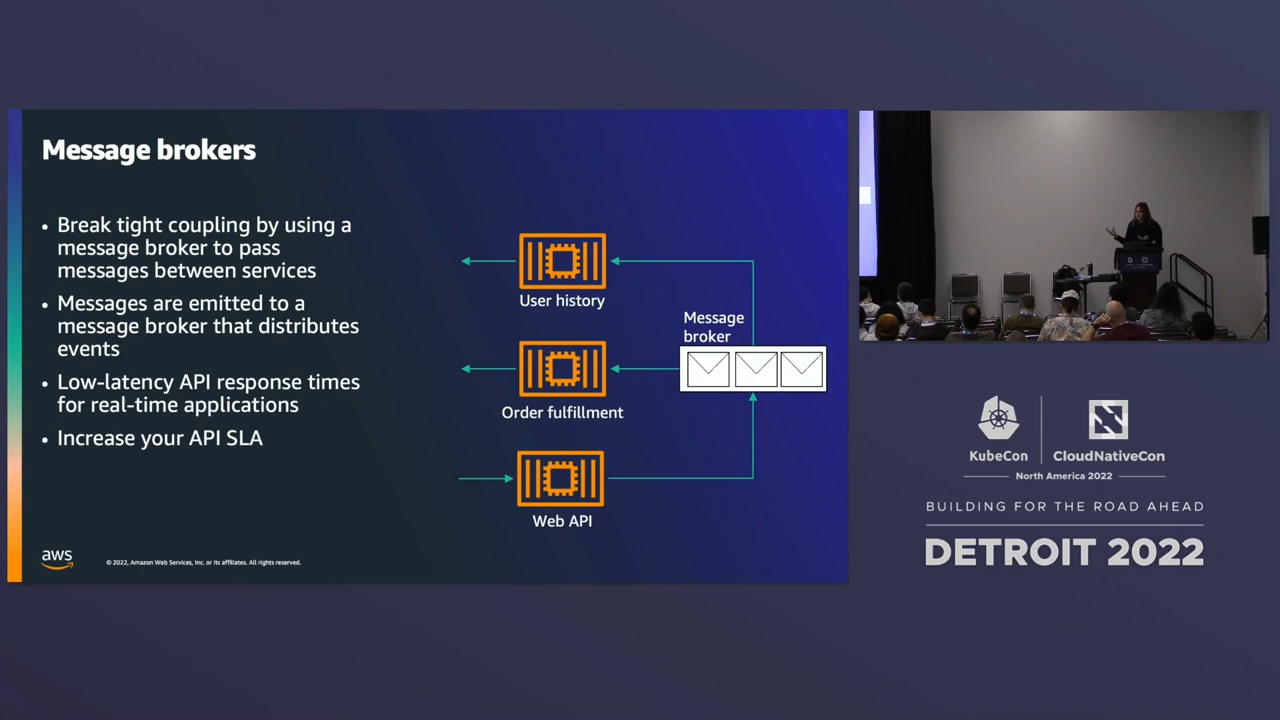 Message brokers
• Break tight coupling by using a
message broker to pass
messages between services
• Messages are emitted to a
message broker that distributes
events
• Low-latency API response times
for real-time applications
• Increase your API SLA
User history
Message
broker
Order fulfillment
Web API
aws
© 2022, Amazon Web Services, Inc. or its affiliates. All rights reserved.
KubeCon
CloudNativeCon
North America 2022
BUILDING FOR THE ROAD AHEAD
DETROIT 2022